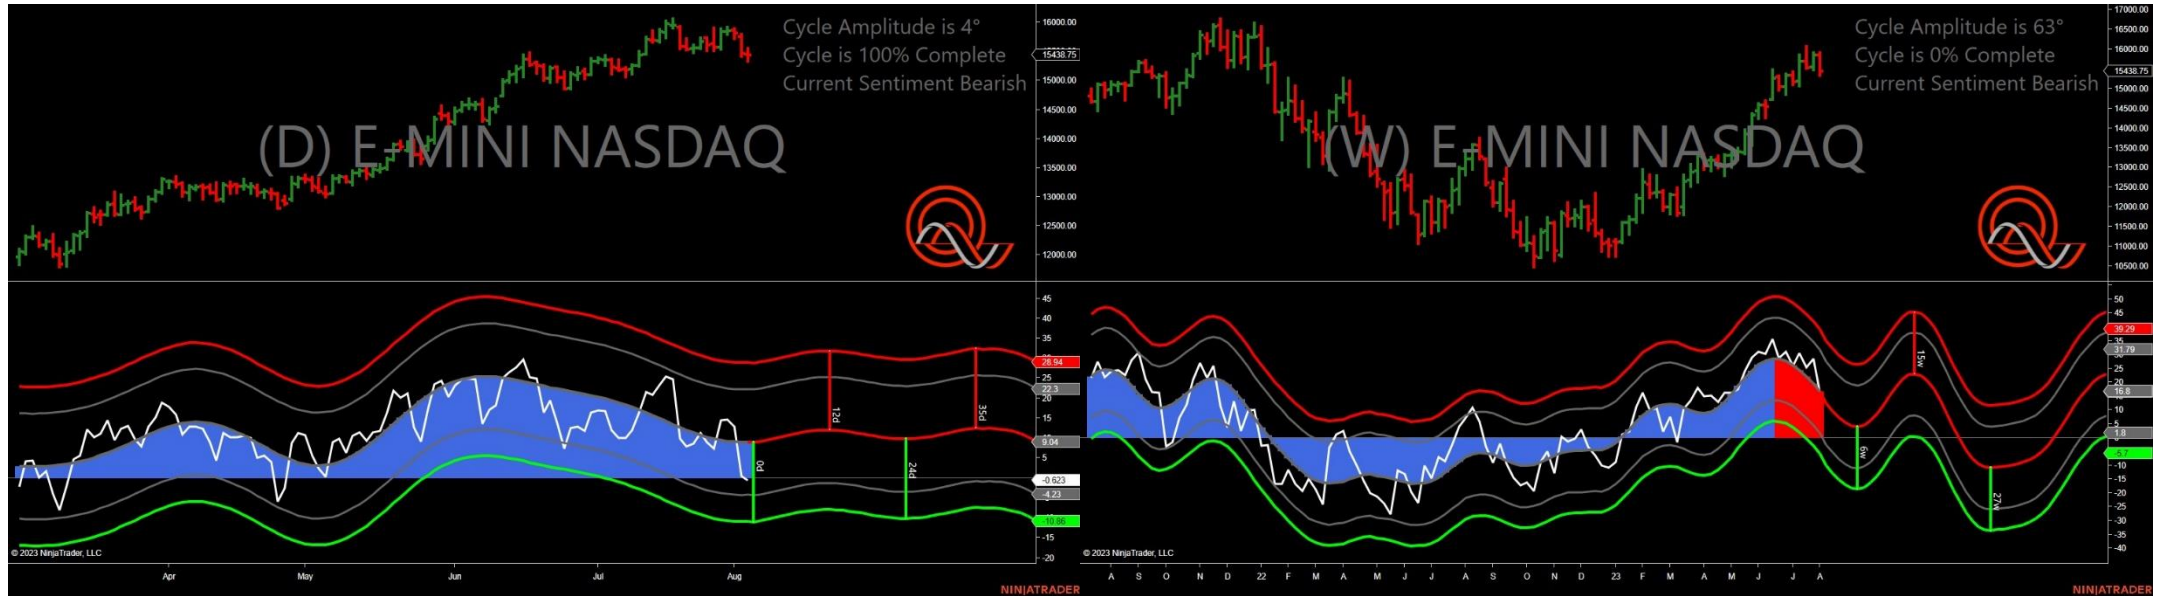 Cycle Amplitude is 4°
Cycle is 100% Complete
Current Sentiment Bearish
(D) E-MINI NASDAQ
16000.00
15438.75
15000.00
14500.00
14000.00
13500.00
13000.00
12500.00
12000.00
45
40
35
28.94
25
22.3
20
15
9.04
5
-0.623
-4.23
-10.86
-15
-20
12d
35d
0d
24d
© 2023 NinjaTrader, LLC
Apr May Jun Jul Aug
NINJATRADER
Cycle Amplitude is 63°
Cycle is 0% Complete
Current Sentiment Bearish
(W) E-MINI NASDAQ
17000.00
16500.00
16000.00
15438.75
15000.00
14500.00
14000.00
13500.00
13000.00
12500.00
12000.00
11500.00
11000.00
10500.00
50
45
39.29
31.79
25
20
16.8
10
5
1.8
-5.7
-10
-15
-20
-25
-30
-35
-40
15w
6w
27w
© 2023 NinjaTrader, LLC
A S O N D 22 F M A M J J A S O N D 23 F M A M J J A
NINJATRADER